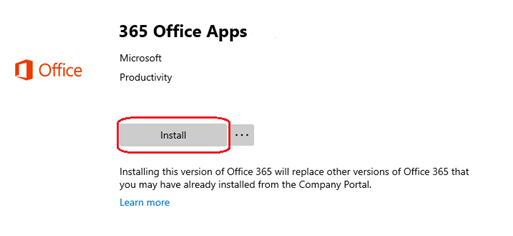 365 Office Apps
Microsoft
Office
Productivity
Install
...
Installing this version of Office 365 will replace other versions of Office 365 that
you may have already installed from the Company Portal.
Learn more